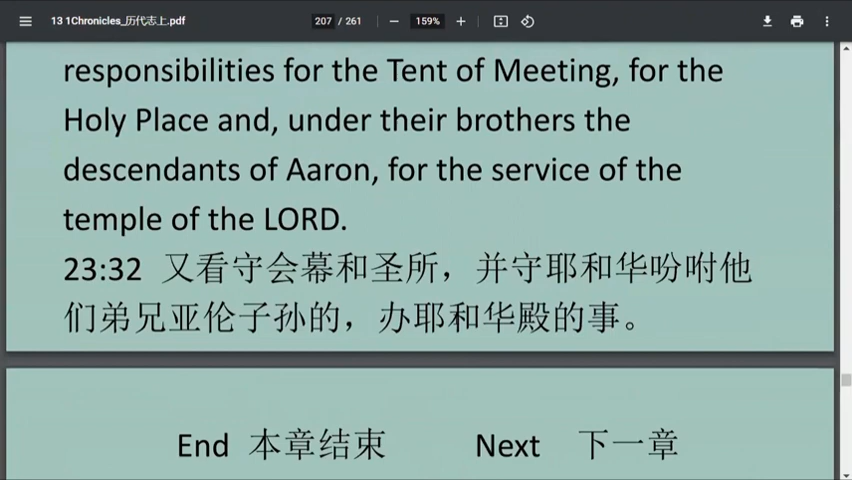 13 1Chronicles_历代志上.pdf
207 / 261
159%
responsibilities for the Tent of Meeting, for the
Holy Place and, under their brothers the
descendants of Aaron, for the service of the
temple of the LORD.
23:32 又看守会幕和圣所，并守耶和华吩咐他
们弟兄亚伦子孙的，办耶和华殿的事。
End 本章结束 Next 下一章